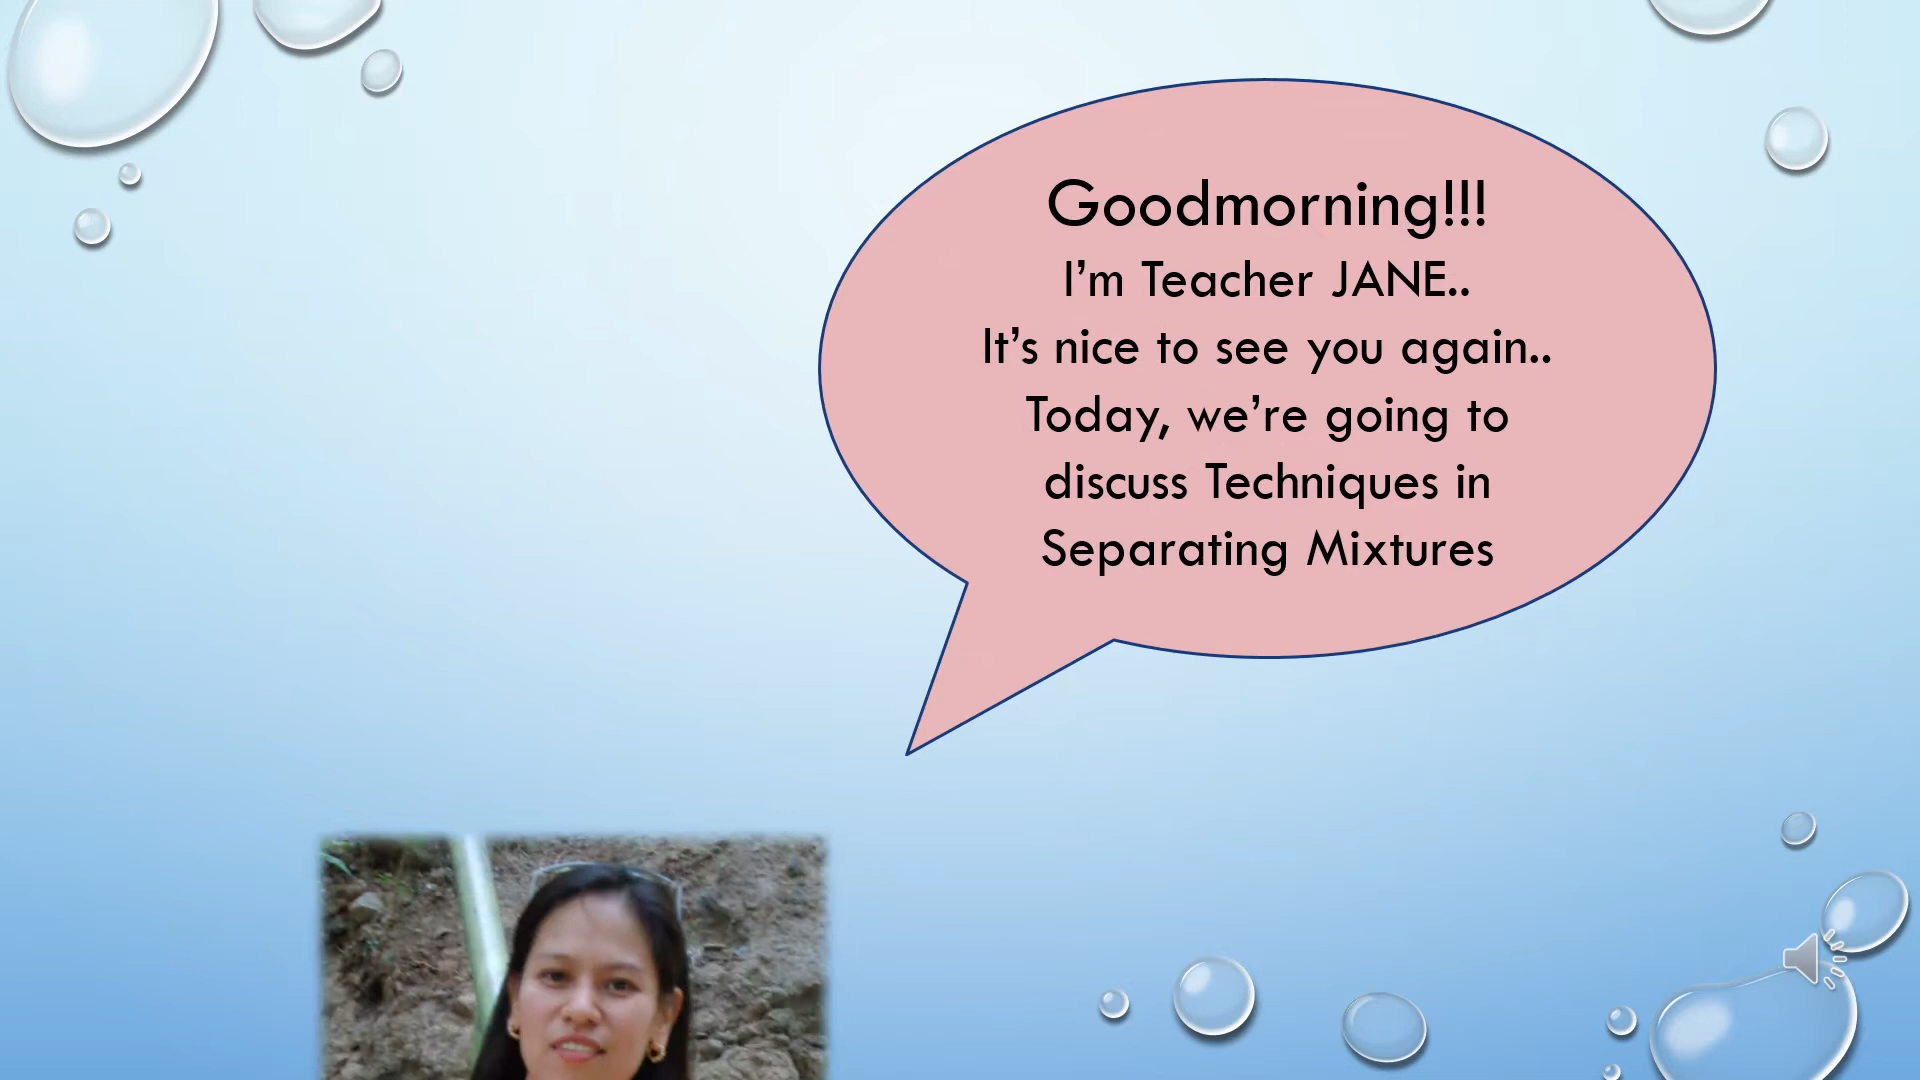 Goodmorning!!!
I’m Teacher JANE..
It’s nice to see you again..
Today, we’re going to
discuss Techniques in
Separating Mixtures